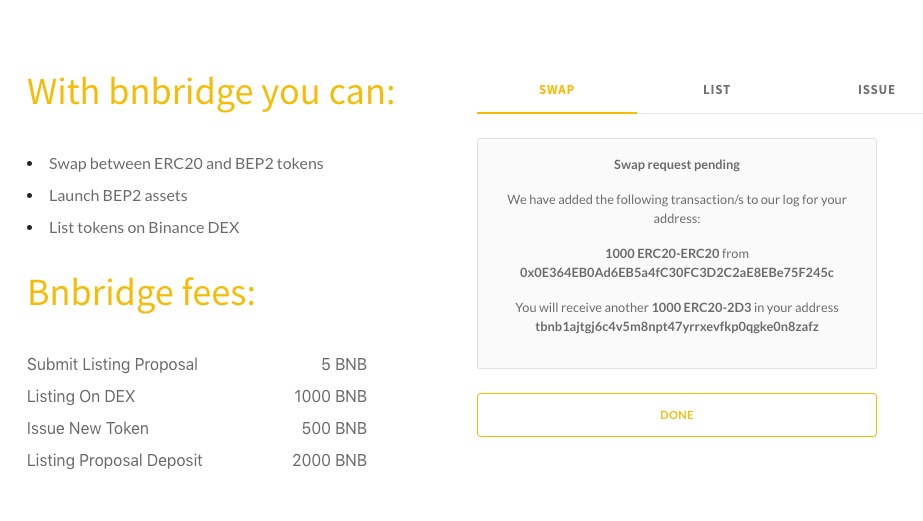 With bnbridge you can:
Swap between ERC20 and BEP2 tokens
Launch BEP2 assets
List tokens on Binance DEX
Bnbridge fees:
Submit Listing Proposal 5 BNB
Listing On DEX 1000 BNB
Issue New Token 500 BNB
Listing Proposal Deposit 2000 BNB
SWAP LIST ISSUE
Swap request pending
We have added the following transaction/s to our log for your
address:
1000 ERC20-ERC20 from
0x0E364EB0Ad6EB5a4fC30FC3D2C2aE8EBe75F245c
You will receive another 1000 ERC20-2D3 in your address
tbnb1ajtgj6c4v5m8npt47yrrxevfkp0qgke0n8zafz
DONE